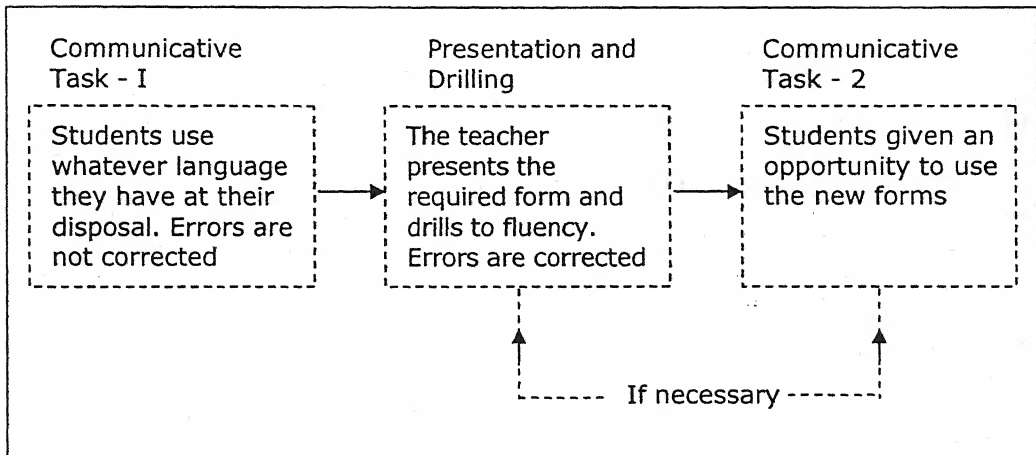 Communicative
Task - I
Students use
whatever language
they have at their
disposal. Errors are
not corrected
Presentation and
Drilling
The teacher
presents the
required form and
drills to fluency.
Errors are corrected
Communicative
Task - 2
Students given an
opportunity to use
the new forms
If necessary